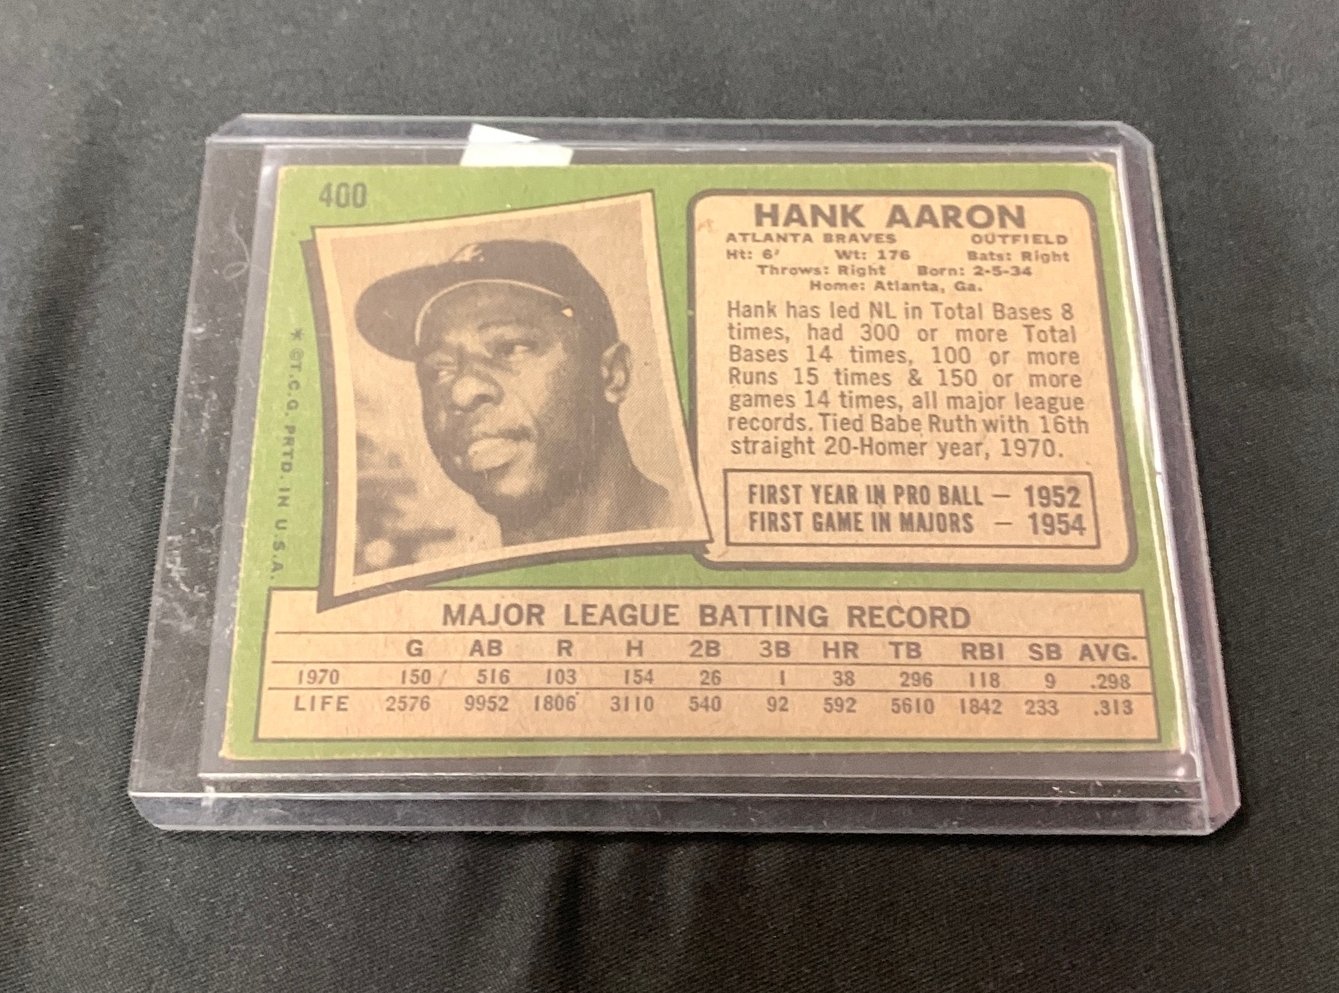 400
HANK AARON
ATLANTA BRAVES OUTFIELD
Ht: 6' Wt: 176 Bats: Right
Throws: Right Born: 2-5-34
Home: Atlanta, Ga.
Hank has led NL in Total Bases 8
times, had 300 or more Total
Bases 14 times, 100 or more
Runs 15 times & 150 or more
games 14 times, all major league
records. Tied Babe Ruth with 16th
straight 20-Homer year, 1970.
FIRST YEAR IN PRO BALL — 1952
FIRST GAME IN MAJORS — 1954
* ©T.C.G. PRTD. IN U.S.A.
MAJOR LEAGUE BATTING RECORD
G AB R H 2B 3B HR TB RBI SB AVG.
1970 150 516 103 154 26 1 38 296 118 9 .298
LIFE 2576 9952 1806 3110 540 92 592 5610 1842 233 .313